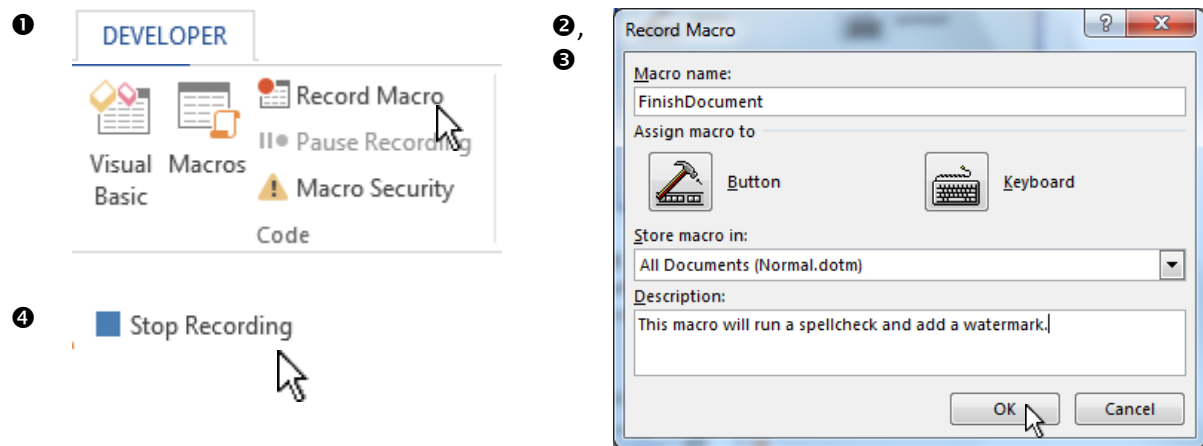 ❶
DEVELOPER
Record Macro
Pause Recording
Macro Security
Visual Basic
Macros
Code
❷,
❸
Record Macro
?
X
Macro name:
FinishDocument
Assign macro to
Button
Keyboard
Store macro in:
All Documents (Normal.dotm)
Description:
This macro will run a spellcheck and add a watermark.
OK
Cancel
❹
Stop Recording